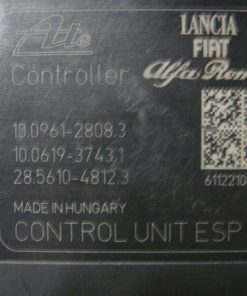 Ate
LANCIA
FIAT
Controller
Alfa Rom
10.0961-2808.3
10.0619-3743.1
28.5610-4812.3
6112210
MADE IN HUNGARY
CONTROL UNIT ESP